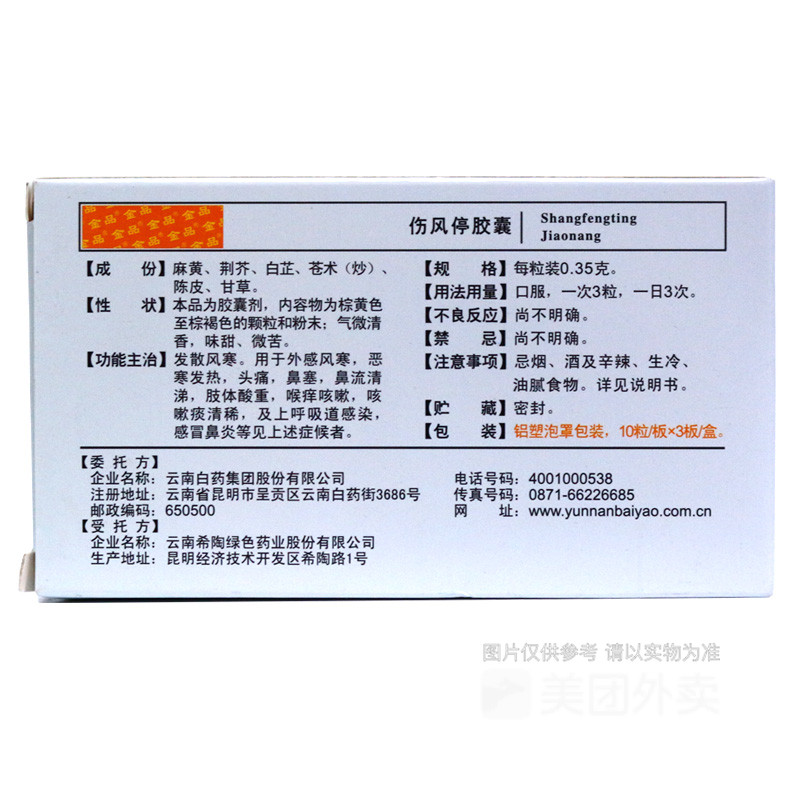 金品
伤风停胶囊
Shangfengting
Jiaonang
【成 份】麻黄、荆芥、白芷、苍术（炒）、
陈皮、甘草。
【性 状】本品为胶囊剂，内容物为棕黄色
至棕褐色的颗粒和粉末；气微清
香，味甜、微苦。
【功能主治】发散风寒。用于外感风寒，恶
寒发热，头痛，鼻塞，鼻流清
涕，肢体酸重，喉痒咳嗽，咳
嗽痰清稀，及上呼吸道感染，
感冒鼻炎等见上述症候者。
【规 格】每粒装0.35克。
【用法用量】口服，一次3粒，一日3次。
【不良反应】尚不明确。
【禁 忌】尚不明确。
【注意事项】忌烟、酒及辛辣、生冷、
油腻食物。详见说明书。
【贮 藏】密封。
【包 装】铝塑泡罩包装，10粒/板×3板/盒。
【委 托 方】
企业名称：云南白药集团股份有限公司
注册地址：云南省昆明市呈贡区云南白药街3686号
邮政编码：650500
【受 托 方】
企业名称：云南希陶绿色药业股份有限公司
生产地址：昆明经济技术开发区希陶路1号
电话号码：4001000538
传真号码：0871-66226685
网 址：www.yunnanbaiyao.com.cn
图片仅供参考 请以实物为准
美团外卖